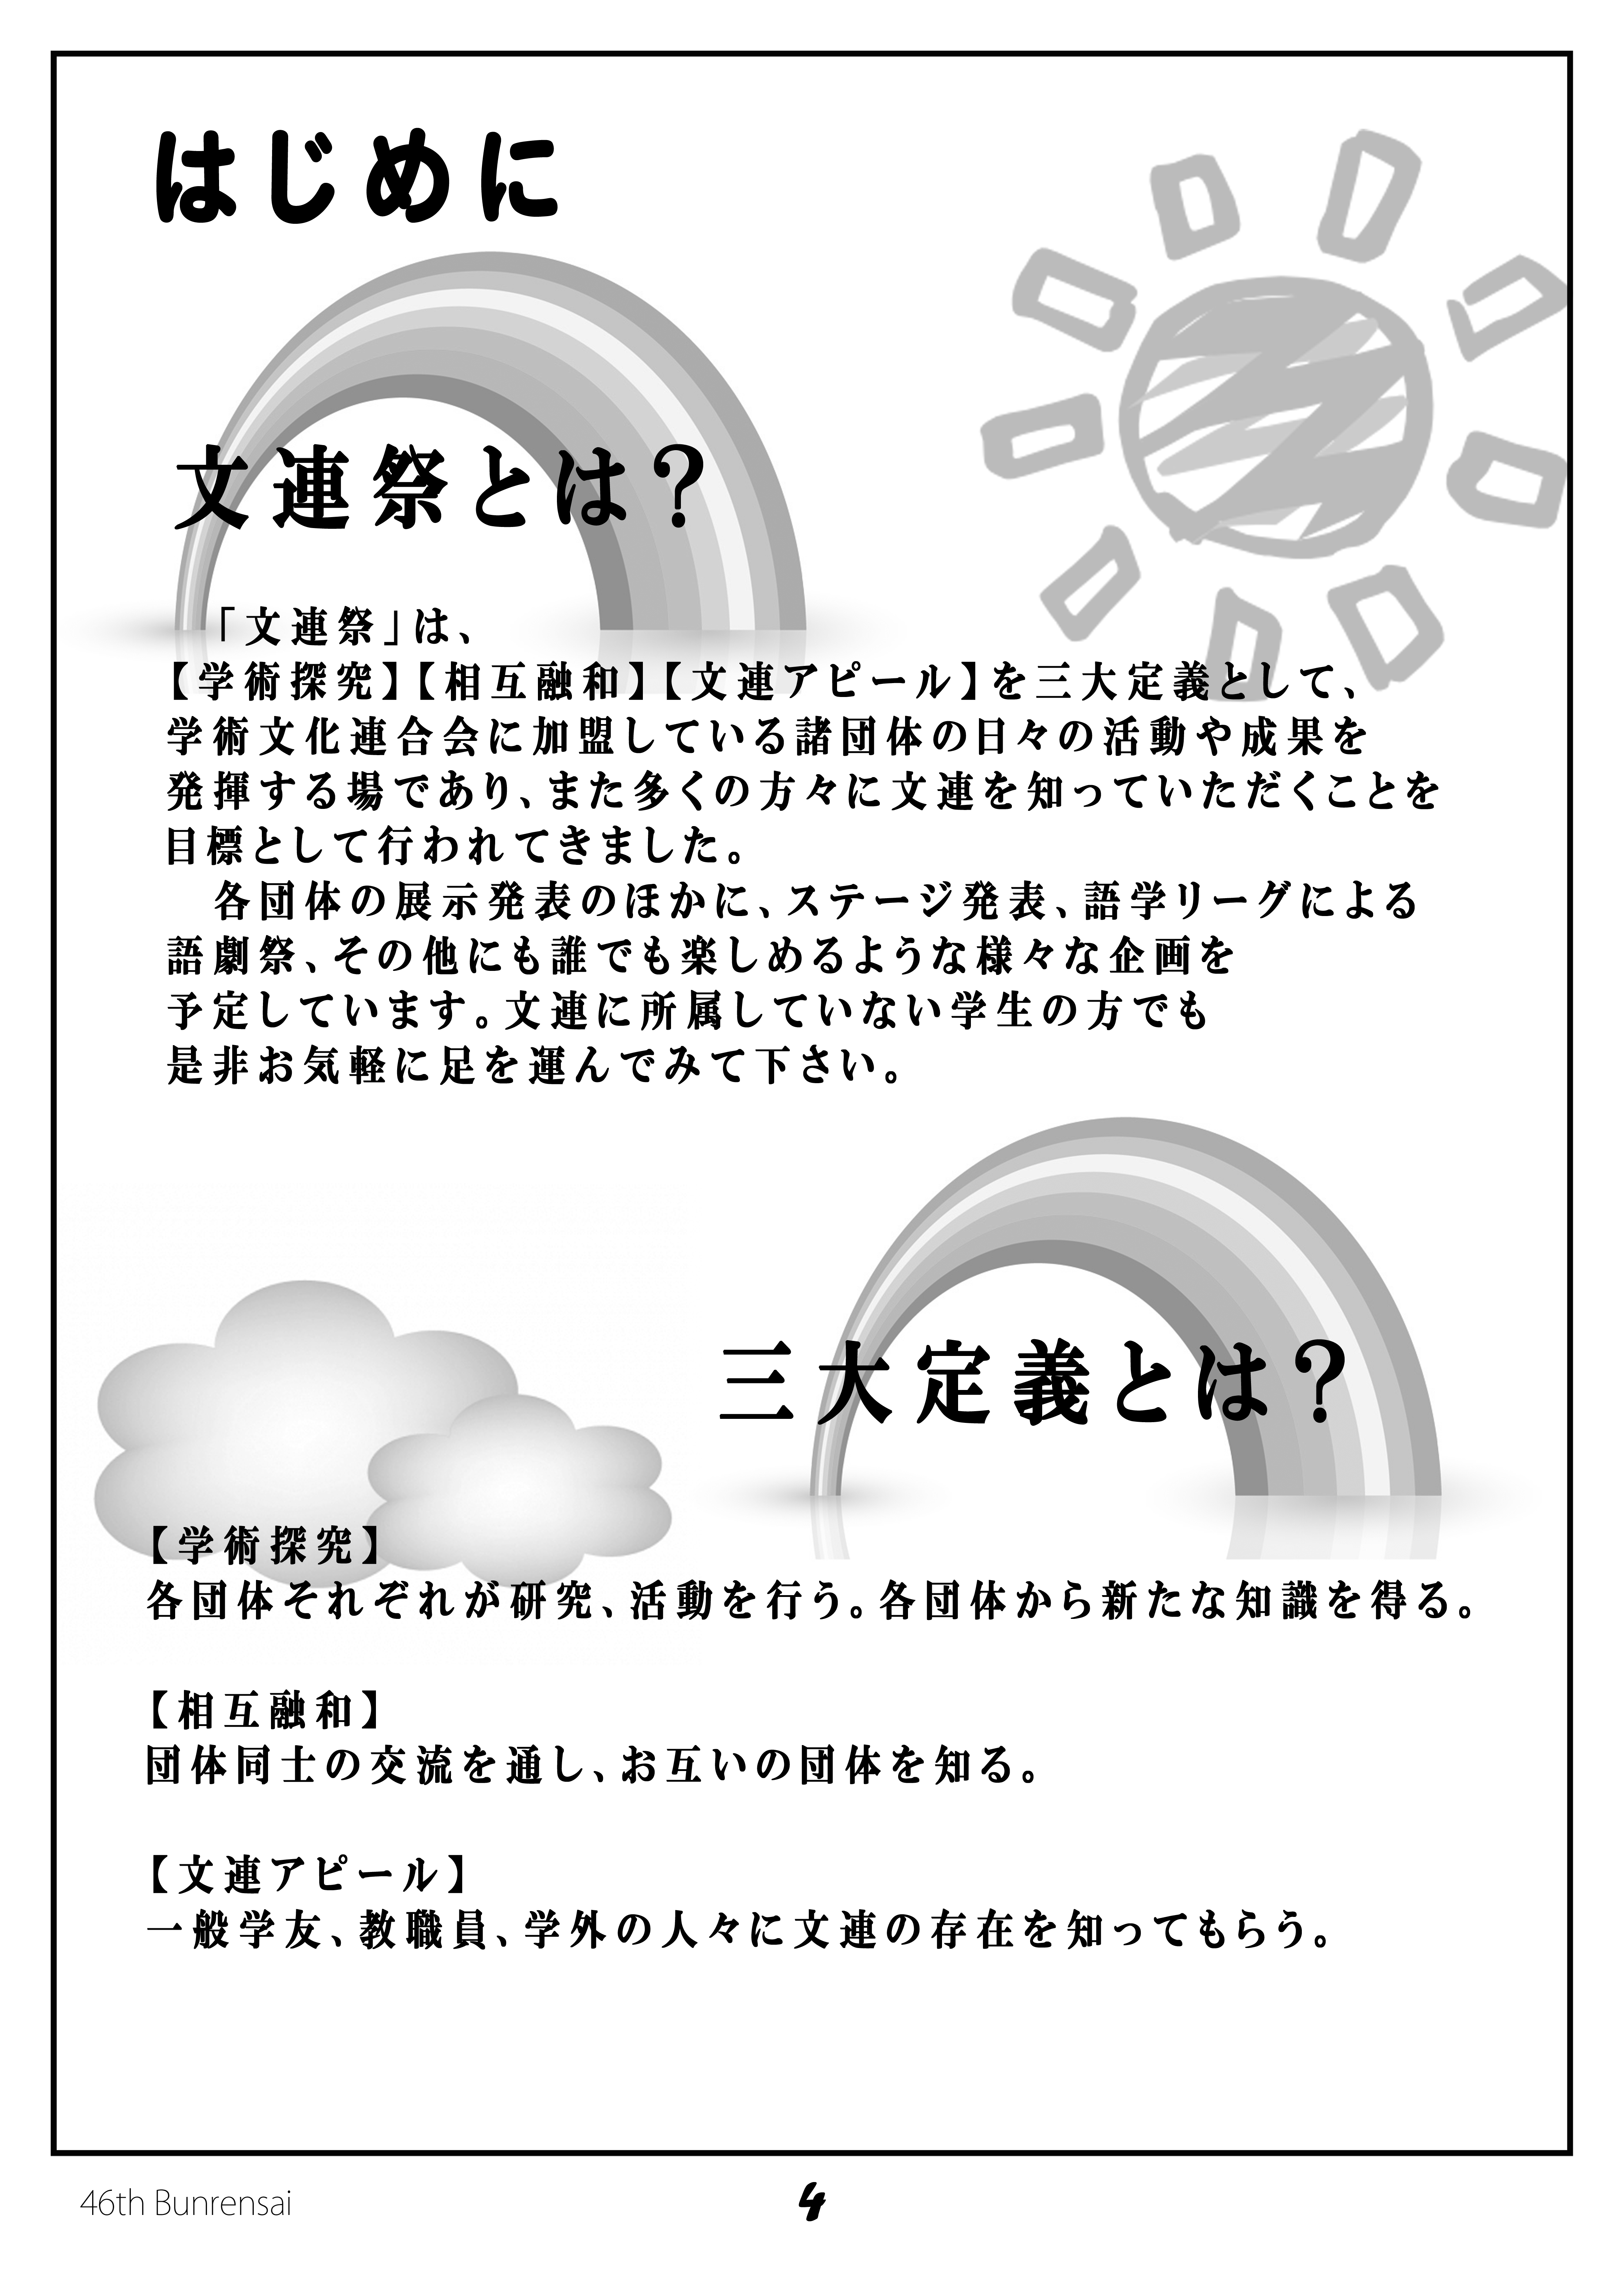 はじめに
文連祭とは？
「文連祭」は、
【学術探究】【相互融和】【文連アピール】を三大定義として、
学術文化連合会に加盟している諸団体の日々の活動や成果を
発揮する場であり、また多くの方々に文連を知っていただくことを
目標として行われてきました。
各団体の展示発表のほかに、ステージ発表、語学リーグによる
語劇祭、その他にも誰でも楽しめるような様々な企画を
予定しています。文連に所属していない学生の方でも
是非お気軽に足を運んでみて下さい。
三大定義とは？
【学術探究】
各団体それぞれが研究、活動を行う。各団体から新たな知識を得る。
【相互融和】
団体同士の交流を通し、お互いの団体を知る。
【文連アピール】
一般学友、教職員、学外の人々に文連の存在を知ってもらう。
46th Bunrensai
4